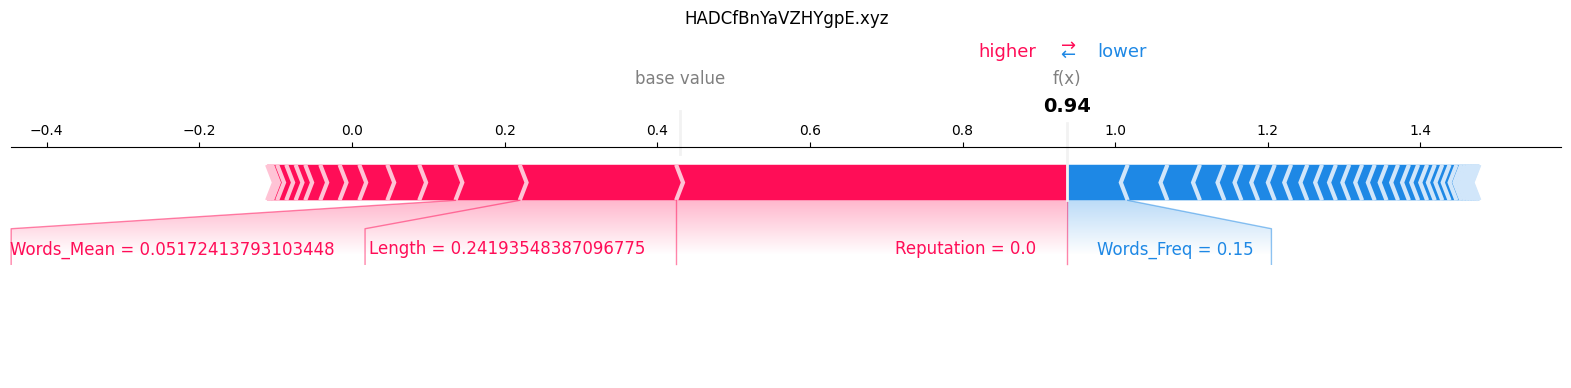 HADCfBnYaVZHYgpE.xyz
higher ⇄ lower
base value f(x)
0.94
−0.4 −0.2 0.0 0.2 0.4 0.6 0.8 1.0 1.2 1.4
Words_Mean = 0.05172413793103448 Length = 0.24193548387096775 Reputation = 0.0 Words_Freq = 0.15